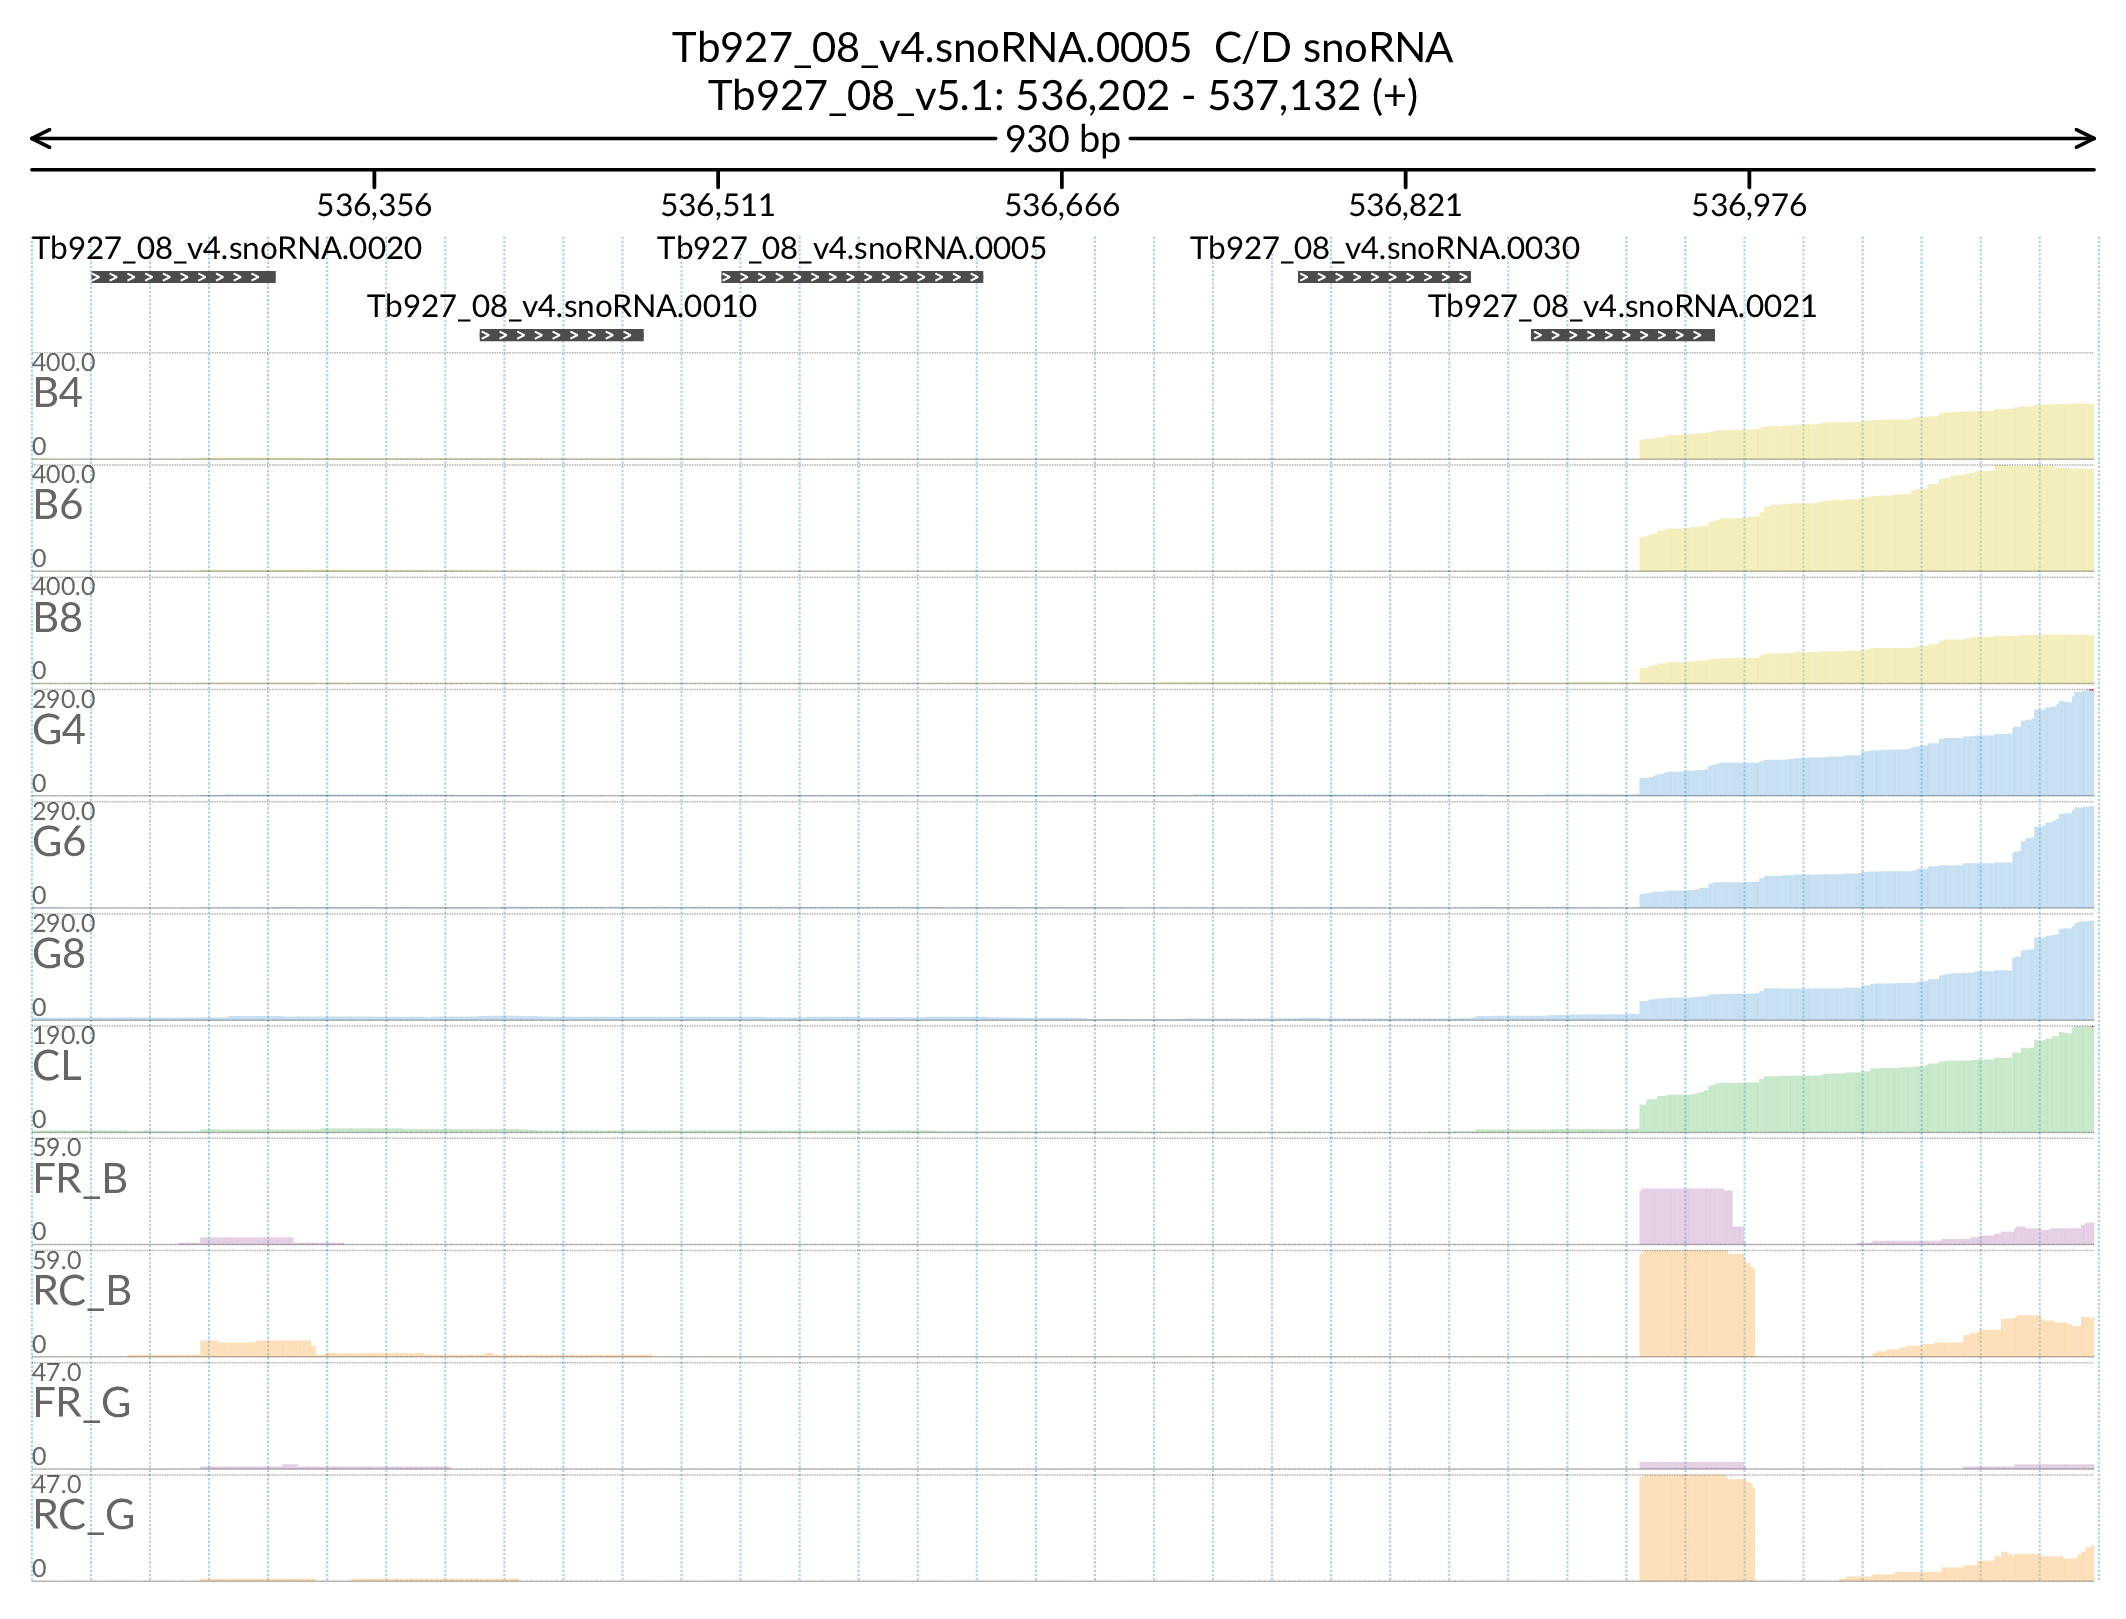 Tb927_08_v4.snoRNA.0005  C/D snoRNA
Tb927_08_v5.1: 536,202 - 537,132 (+)
930 bp
536,356 536,511 536,666 536,821 536,976
Tb927_08_v4.snoRNA.0020 Tb927_08_v4.snoRNA.0005 Tb927_08_v4.snoRNA.0030
Tb927_08_v4.snoRNA.0010 Tb927_08_v4.snoRNA.0021
400.0
B4
0
400.0
B6
0
400.0
B8
0
290.0
G4
0
290.0
G6
0
290.0
G8
0
190.0
CL
0
59.0
FR_B
0
59.0
RC_B
0
47.0
FR_G
0
47.0
RC_G
0